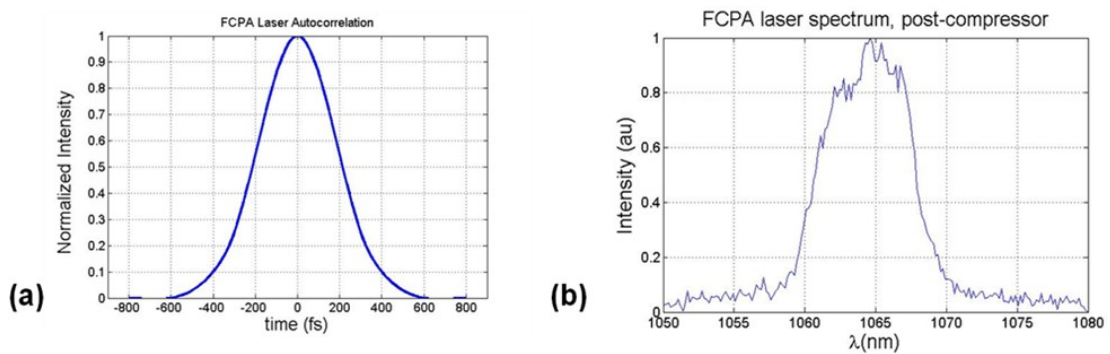 FCPA Laser Autocorrelation
Normalized Intensity
1
0.9
0.8
0.7
0.6
0.5
0.4
0.3
0.2
0.1
0
-800 -600 -400 -200 0 200 400 600 800
time (fs)
(a)
FCPA laser spectrum, post-compressor
Intensity (au)
1
0.8
0.6
0.4
0.2
0
1050 1055 1060 1065 1070 1075 1080
λ(nm)
(b)